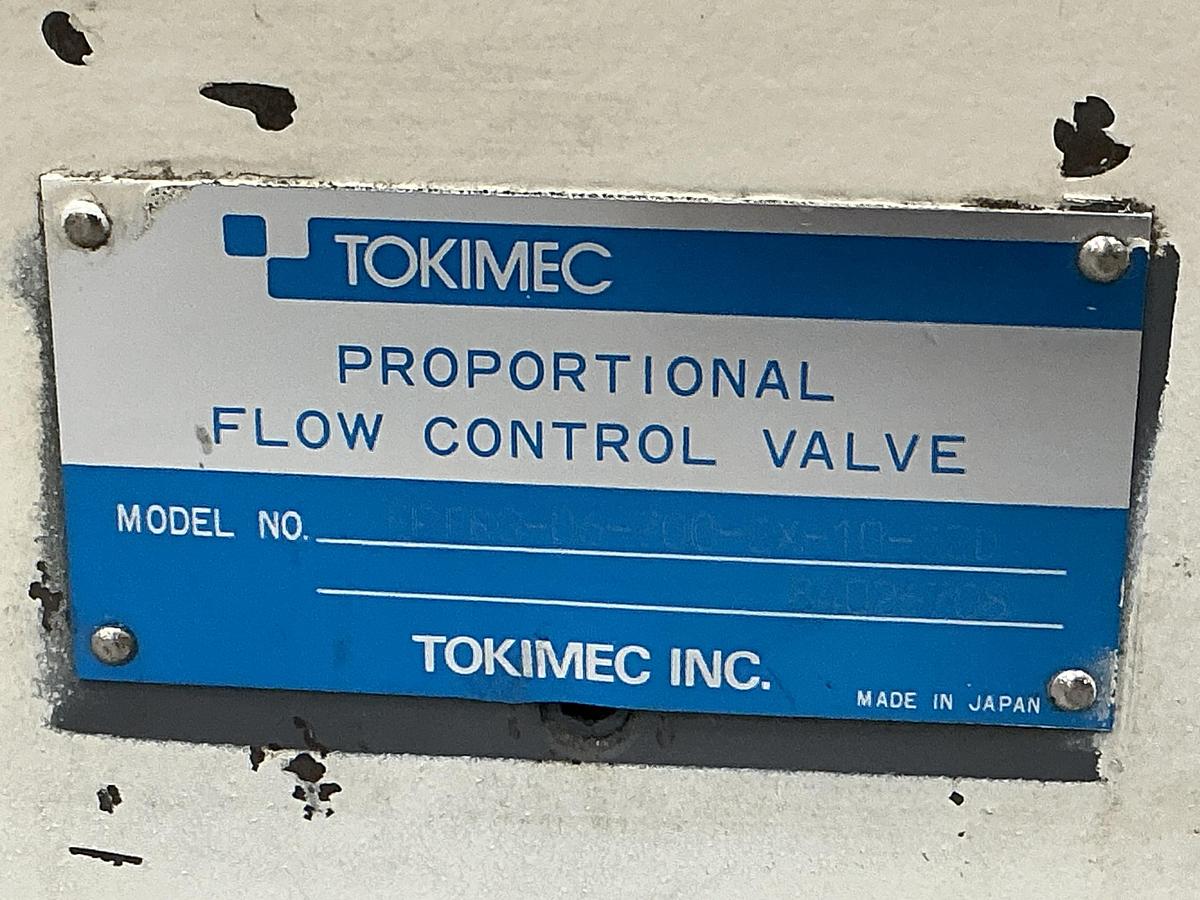 TOKIMEC
PROPORTIONAL
FLOW CONTROL VALVE
MODEL NO.
TOKIMEC INC.
MADE IN JAPAN